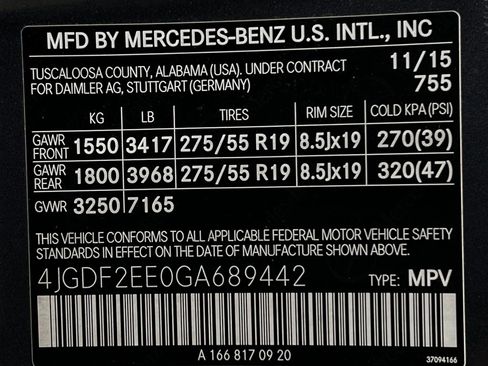 MFD BY MERCEDES-BENZ U.S. INTL., INC
TUSCALOOSA COUNTY, ALABAMA (USA). UNDER CONTRACT 11/15
FOR DAIMLER AG, STUTTGART (GERMANY) 755
KG LB TIRES RIM SIZE COLD KPA (PSI)
GAWR FRONT 1550 3417 275/55 R19 8.5Jx19 270(39)
GAWR REAR 1800 3968 275/55 R19 8.5Jx19 320(47)
GVWR 3250 7165
THIS VEHICLE CONFORMS TO ALL APPLICABLE FEDERAL MOTOR VEHICLE SAFETY
STANDARDS IN EFFECT ON THE DATE OF MANUFACTURE SHOWN ABOVE.
4JGDF2EE0GA689442 TYPE: MPV
A 166 817 09 20
37094166